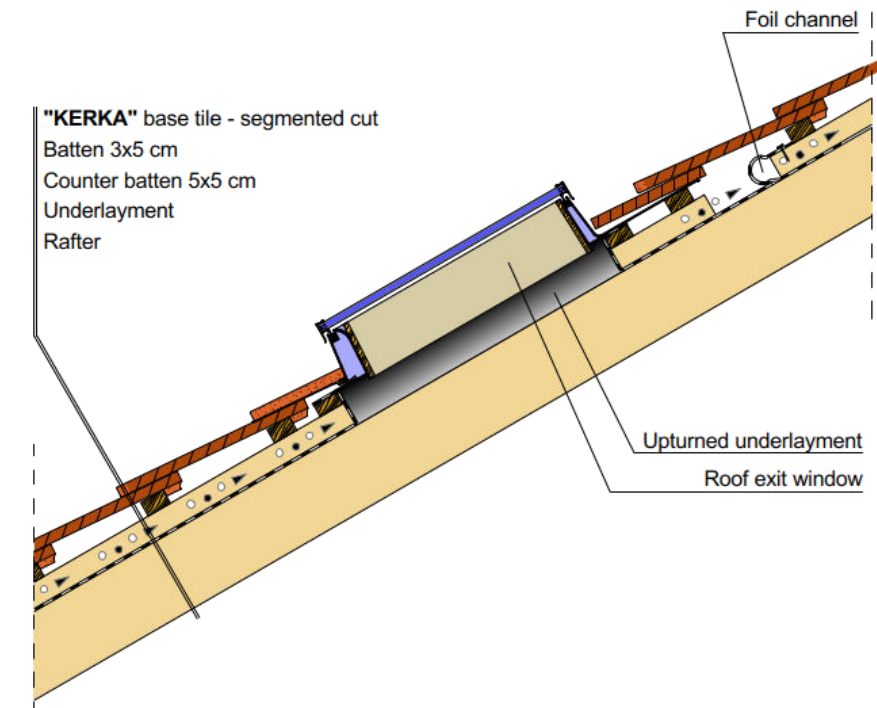 Foil channel
"KERKA" base tile - segmented cut
Batten 3x5 cm
Counter batten 5x5 cm
Underlayment
Rafter
Upturned underlayment
Roof exit window